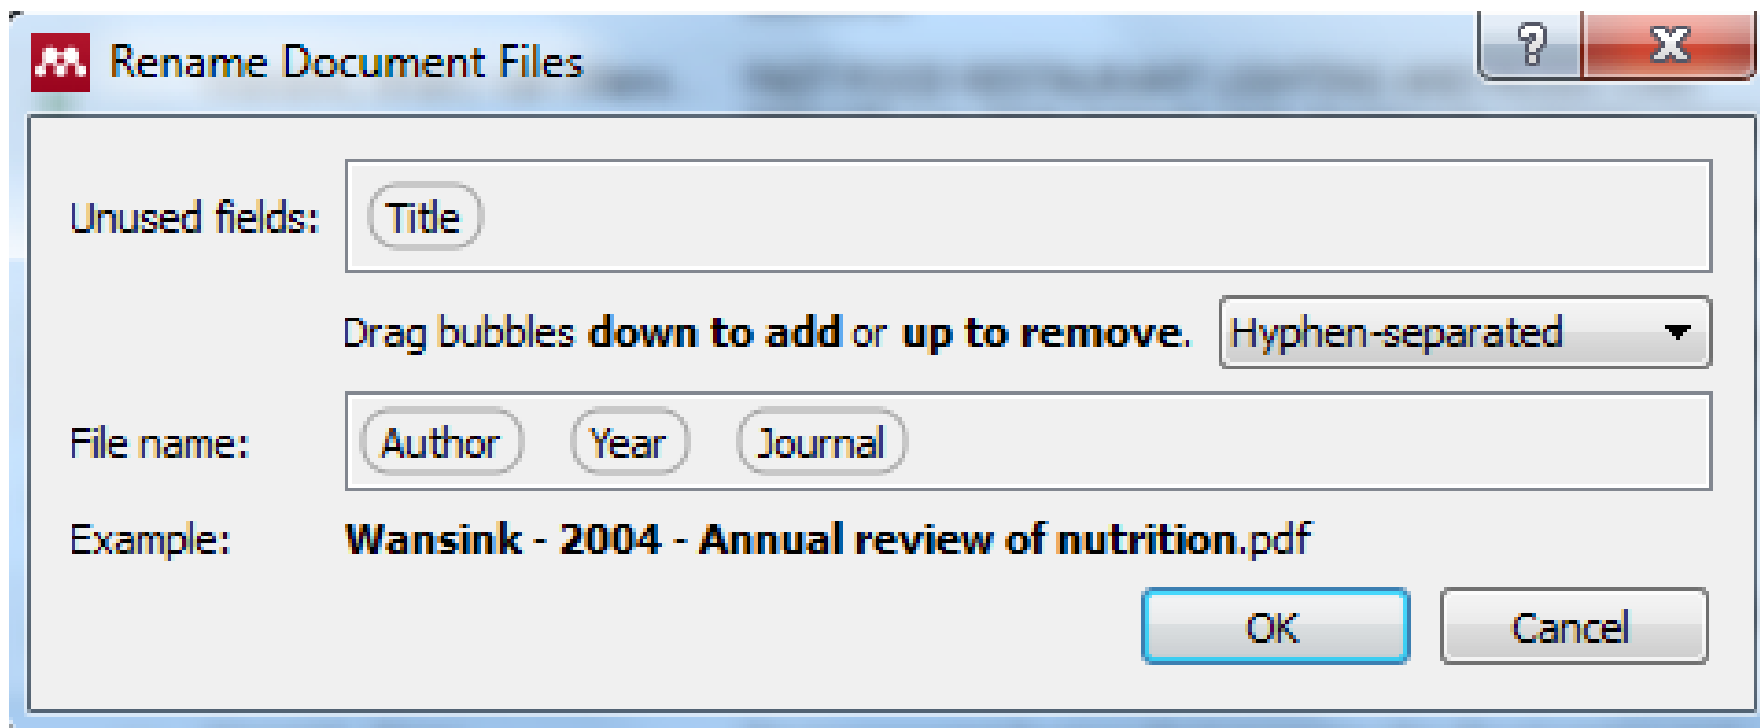 Rename Document Files
Unused fields: Title
Drag bubbles down to add or up to remove. Hyphen-separated
File name: Author Year Journal
Example: Wansink - 2004 - Annual review of nutrition.pdf
OK Cancel